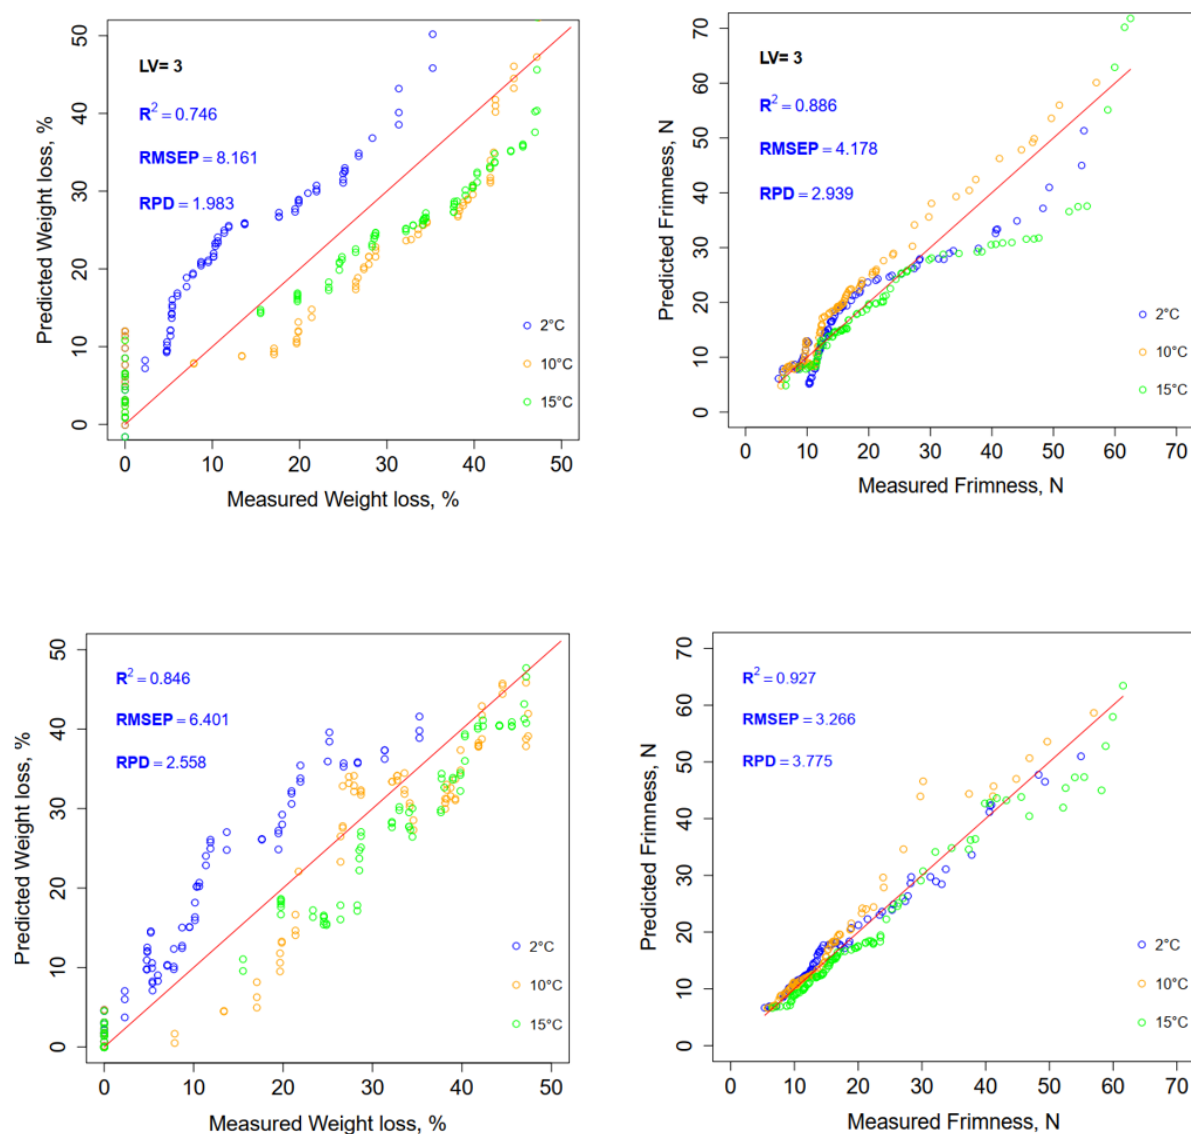 LV= 3
R² = 0.746
RMSEP = 8.161
RPD = 1.983
Predicted Weight loss, %
0 10 20 30 40 50
2°C
10°C
15°C
0 10 20 30 40 50
Measured Weight loss, %
LV= 3
R² = 0.886
RMSEP = 4.178
RPD = 2.939
Predicted Frimness, N
0 10 20 30 40 50 60 70
2°C
10°C
15°C
0 10 20 30 40 50 60 70
Measured Frimness, N
R² = 0.846
RMSEP = 6.401
RPD = 2.558
Predicted Weight loss, %
0 10 20 30 40 50
2°C
10°C
15°C
0 10 20 30 40 50
Measured Weight loss, %
R² = 0.927
RMSEP = 3.266
RPD = 3.775
Predicted Frimness, N
0 10 20 30 40 50 60 70
2°C
10°C
15°C
0 10 20 30 40 50 60 70
Measured Frimness, N